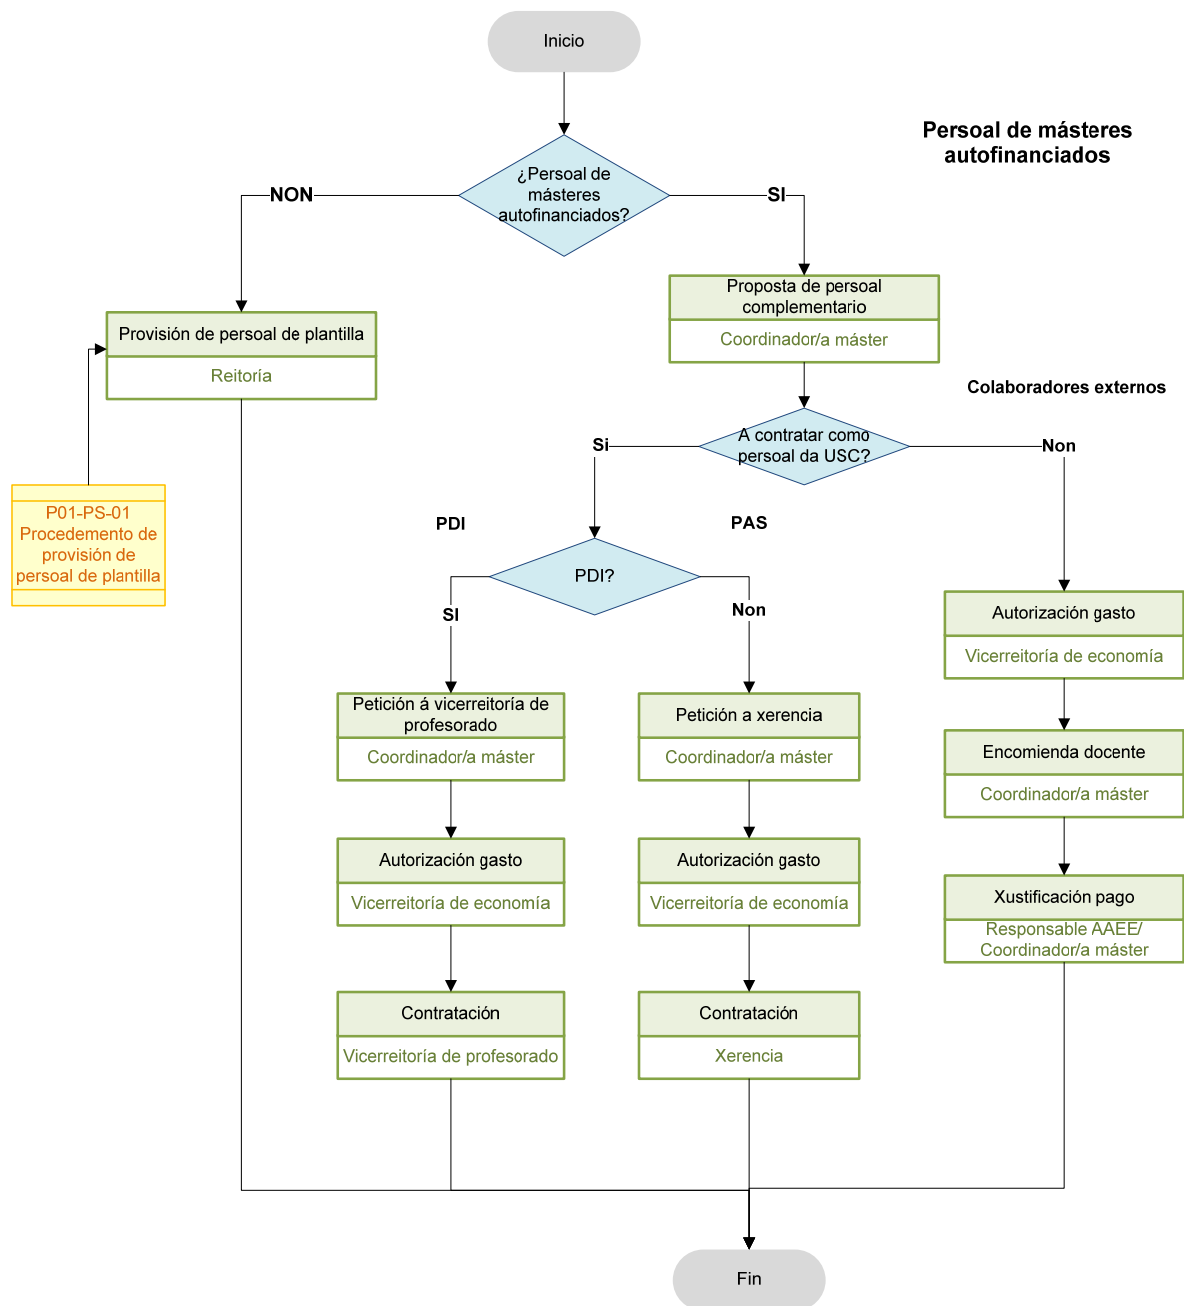 Inicio
Persoal de másteres
autofinanciados
¿Persoal de
másteres
autofinanciados?
NON
SI
Proposta de persoal
complementario
Coordinador/a máster
Provisión de persoal de plantilla
Reitoría
Colaboradores externos
A contratar como
persoal da USC?
Si
Non
P01-PS-01
Procedemento de
provisión de
persoal de plantilla
PDI
PAS
PDI?
SI
Non
Autorización gasto
Vicerreitoría de economía
Petición á vicerreitoría de
profesorado
Coordinador/a máster
Petición a xerencia
Coordinador/a máster
Encomienda docente
Coordinador/a máster
Autorización gasto
Vicerreitoría de economía
Autorización gasto
Vicerreitoría de economía
Xustificación pago
Responsable AAEE/
Coordinador/a máster
Contratación
Vicerreitoría de profesorado
Contratación
Xerencia
Fin